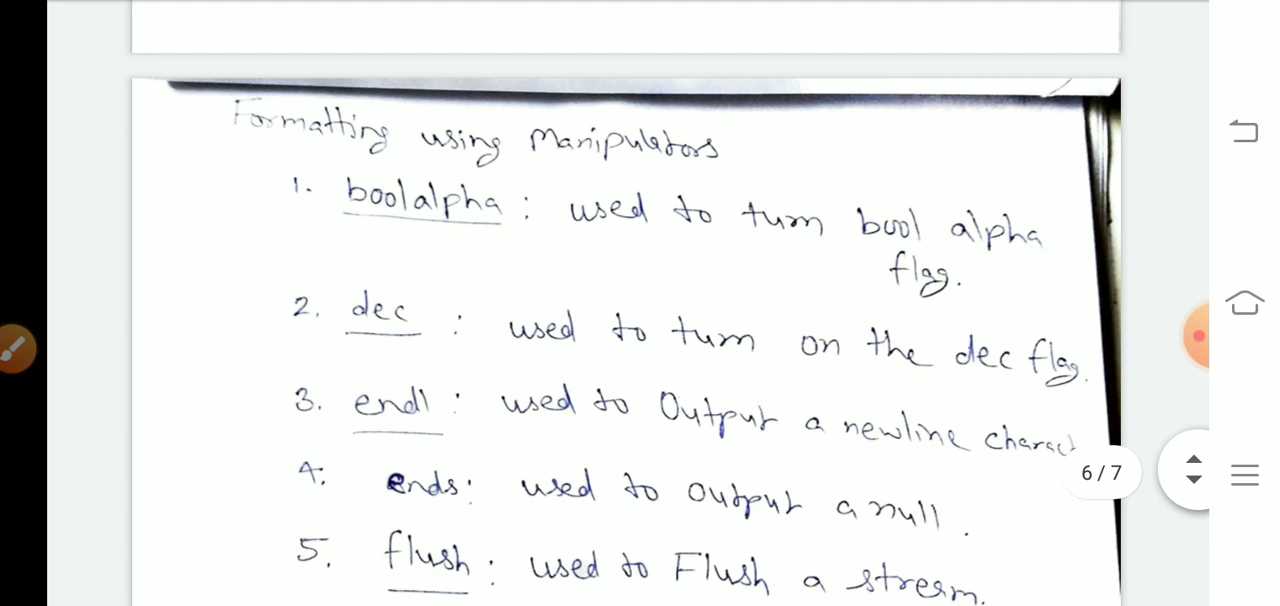 Formatting using Manipulators
1. boolalpha : used to turn bool alpha
flag.
2. dec : used to turn on the dec flag.
3. endl : used to Output a newline charact
4. ends: used to output a null.
5. flush : used to Flush a stream.
6 / 7